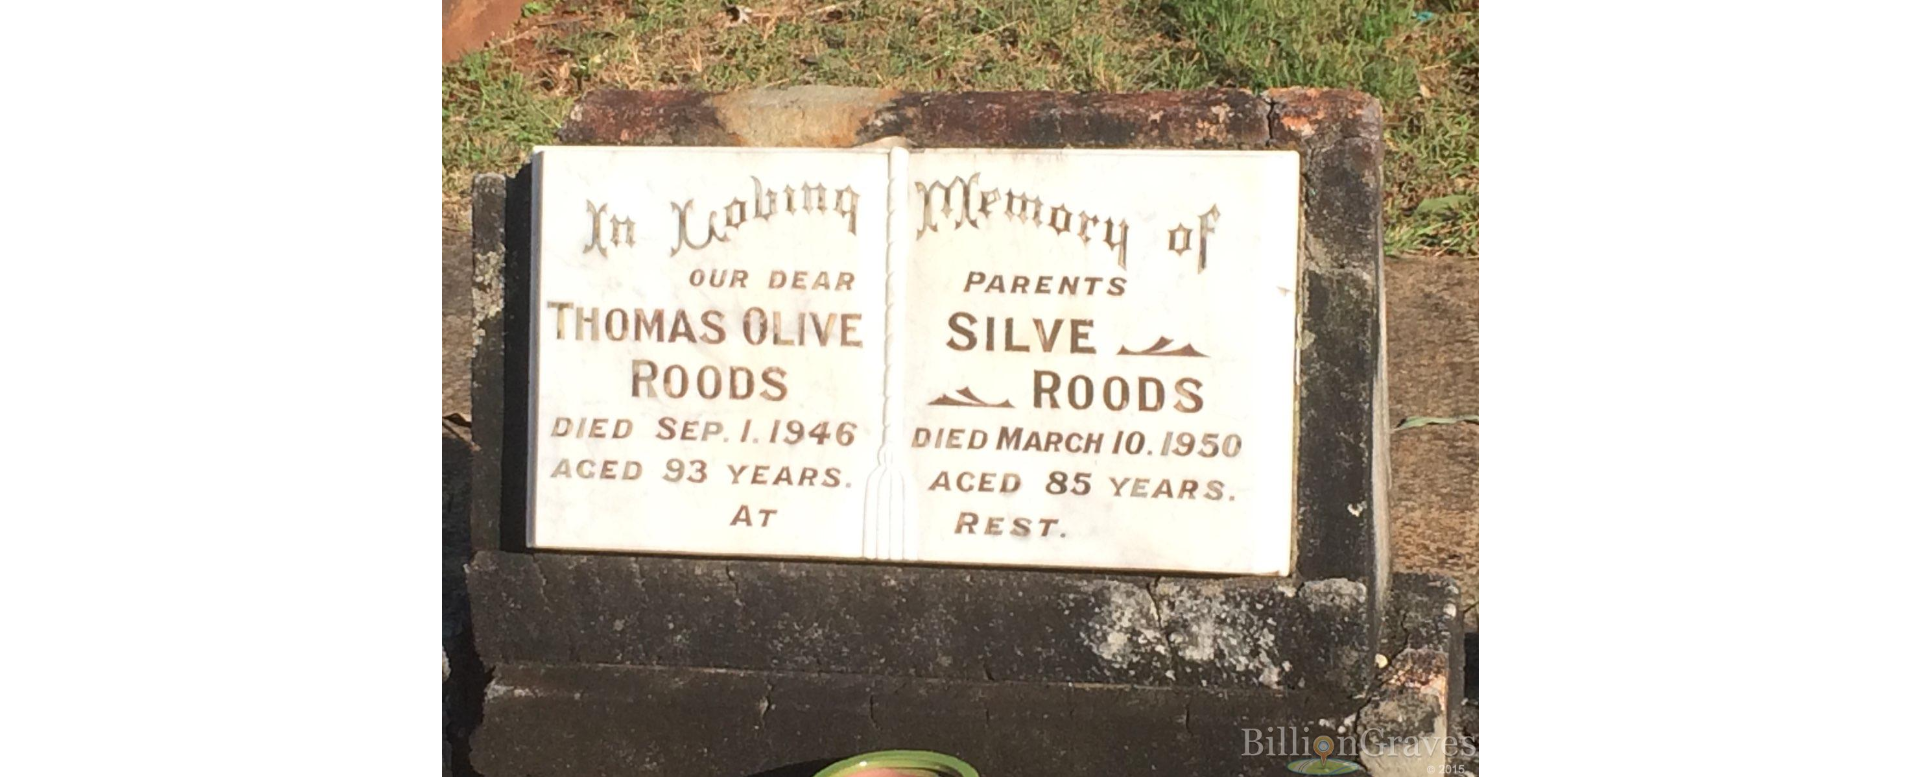 In Loving Memory of
OUR DEAR PARENTS
THOMAS OLIVE
ROODS
DIED SEP. 1. 1946
AGED 93 YEARS.
SILVE
ROODS
DIED MARCH 10. 1950
AGED 85 YEARS.
AT REST.
BillionGraves
© 2015